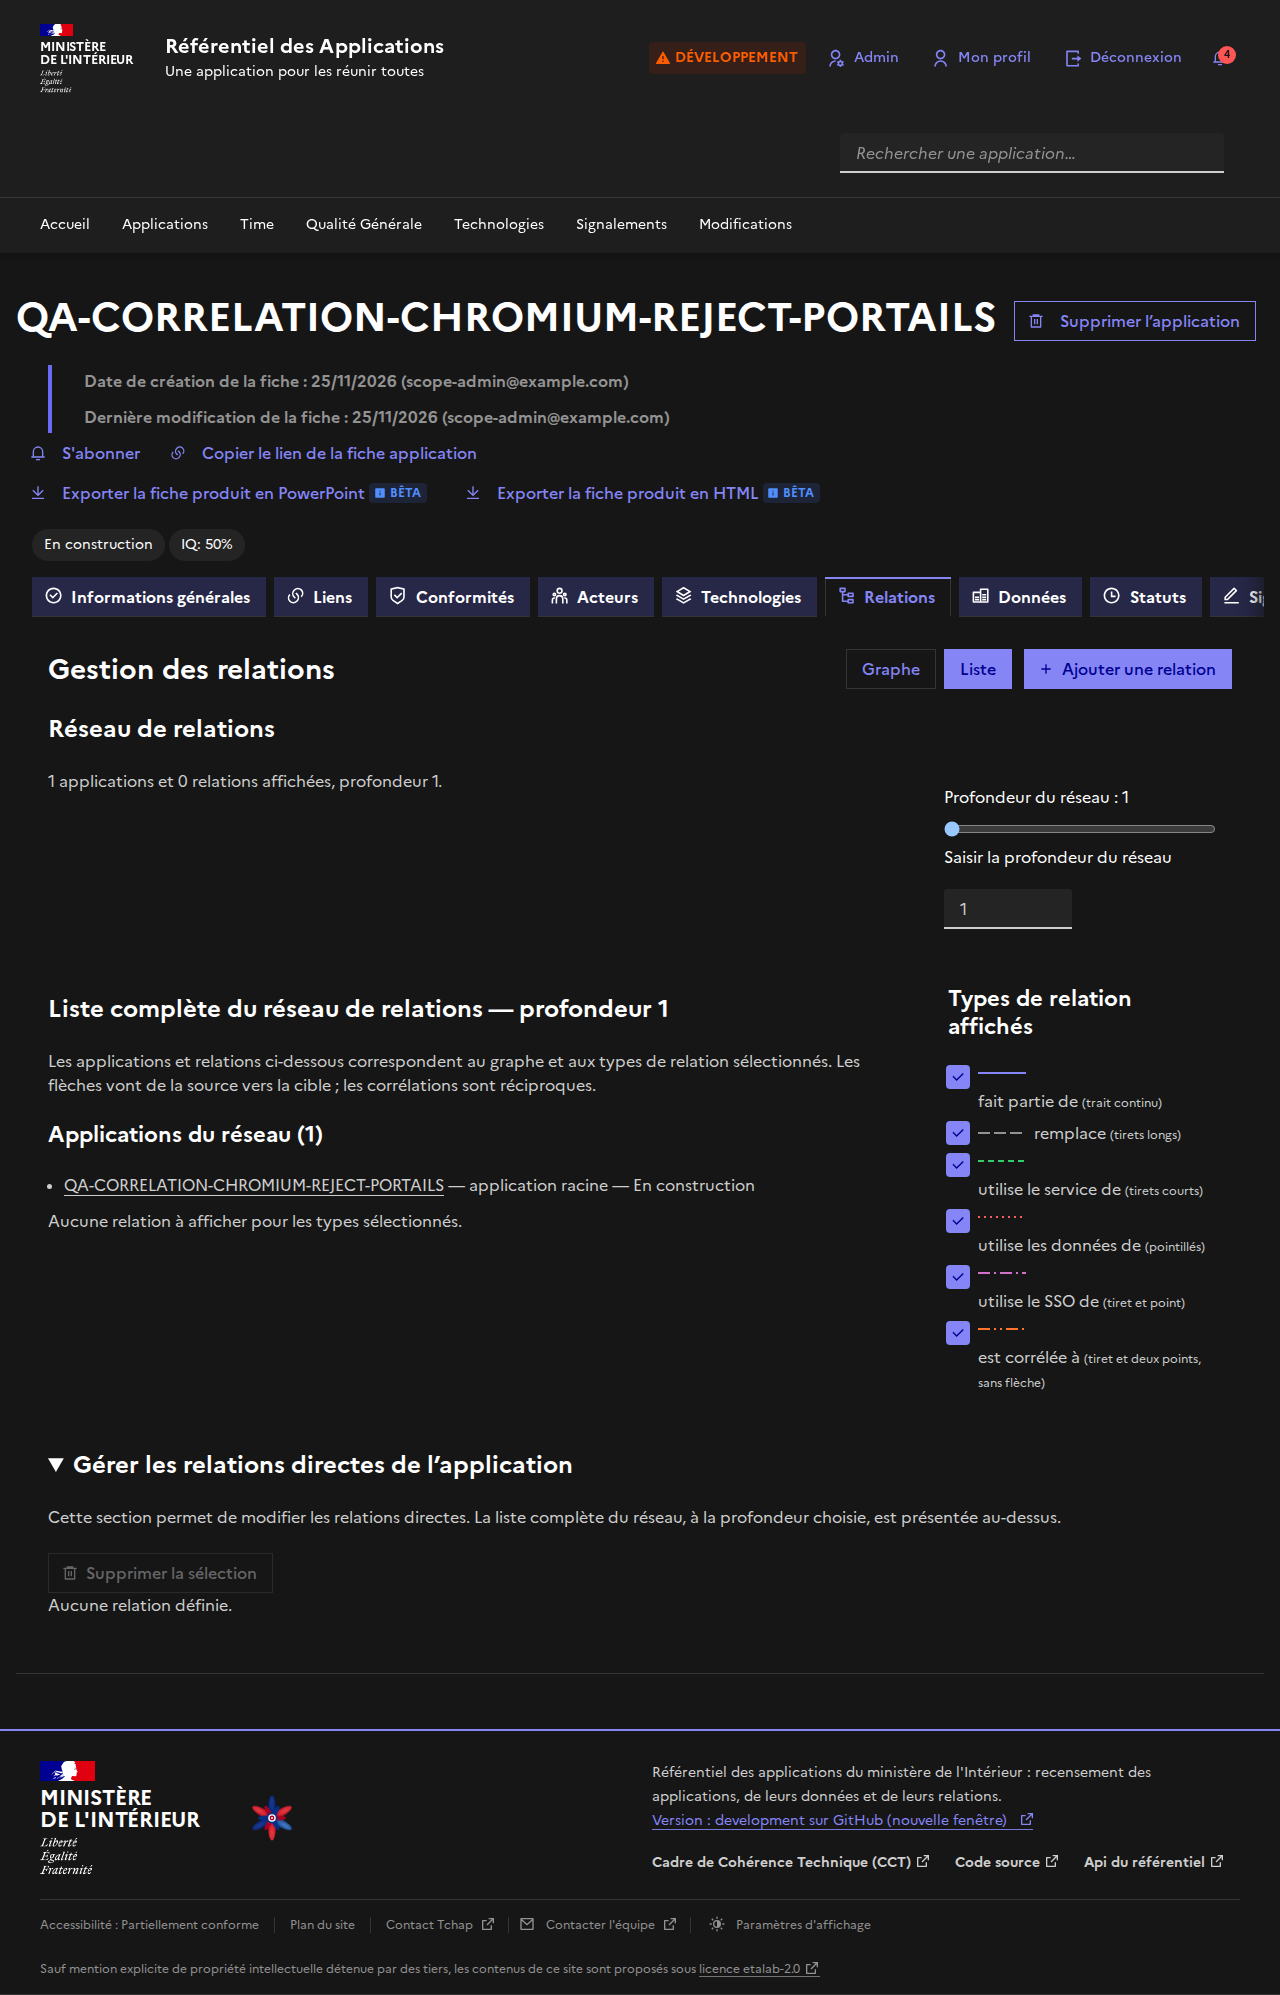 MINISTÈRE
DE L'INTÉRIEUR
Liberté
Égalité
Fraternité
Référentiel des Applications
Une application pour les réunir toutes
DÉVELOPPEMENT
Admin
Mon profil
Déconnexion
4
Rechercher une application...
Accueil
Applications
Time
Qualité Générale
Technologies
Signalements
Modifications
QA-CORRELATION-CHROMIUM-REJECT-PORTAILS
Supprimer l’application
Date de création de la fiche : 25/11/2026 (scope-admin@example.com)
Dernière modification de la fiche : 25/11/2026 (scope-admin@example.com)
S'abonner
Copier le lien de la fiche application
Exporter la fiche produit en PowerPoint BÊTA
Exporter la fiche produit en HTML BÊTA
En construction
IQ: 50%
Informations générales
Liens
Conformités
Acteurs
Technologies
Relations
Données
Statuts
Gestion des relations
Graphe
Liste
Ajouter une relation
Réseau de relations
1 applications et 0 relations affichées, profondeur 1.
Profondeur du réseau : 1
Saisir la profondeur du réseau
1
Liste complète du réseau de relations — profondeur 1
Les applications et relations ci-dessous correspondent au graphe et aux types de relation sélectionnés. Les
flèches vont de la source vers la cible ; les corrélations sont réciproques.
Applications du réseau (1)
QA-CORRELATION-CHROMIUM-REJECT-PORTAILS — application racine — En construction
Aucune relation à afficher pour les types sélectionnés.
Types de relation
affichés
fait partie de (trait continu)
remplace (tirets longs)
utilise le service de (tirets courts)
utilise les données de (pointillés)
utilise le SSO de (tiret et point)
est corrélée à (tiret et deux points,
sans flèche)
Gérer les relations directes de l’application
Cette section permet de modifier les relations directes. La liste complète du réseau, à la profondeur choisie, est présentée au-dessus.
Supprimer la sélection
Aucune relation définie.
MINISTÈRE
DE L'INTÉRIEUR
Liberté
Égalité
Fraternité
Référentiel des applications du ministère de l'Intérieur : recensement des
applications, de leurs données et de leurs relations.
Version : development sur GitHub (nouvelle fenêtre)
Cadre de Cohérence Technique (CCT)
Code source
Api du référentiel
Accessibilité : Partiellement conforme
Plan du site
Contact Tchap
Contacter l'équipe
Paramètres d'affichage
Sauf mention explicite de propriété intellectuelle détenue par des tiers, les contenus de ce site sont proposés sous licence etalab-2.0